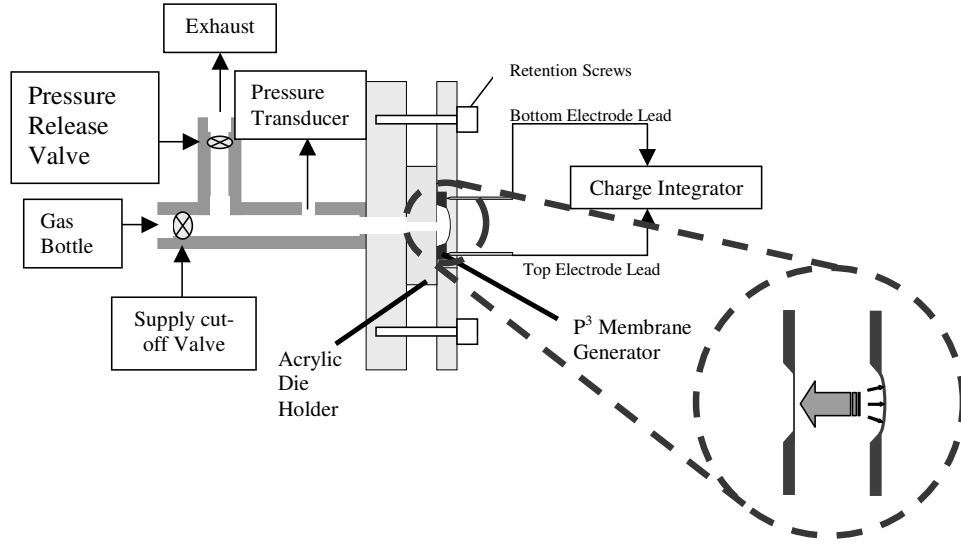 Exhaust
Retention Screws
Pressure
Release
Valve
Pressure
Transducer
Bottom Electrode Lead
Charge Integrator
Gas
Bottle
Top Electrode Lead
Supply cut-
off Valve
P³ Membrane
Generator
Acrylic
Die
Holder